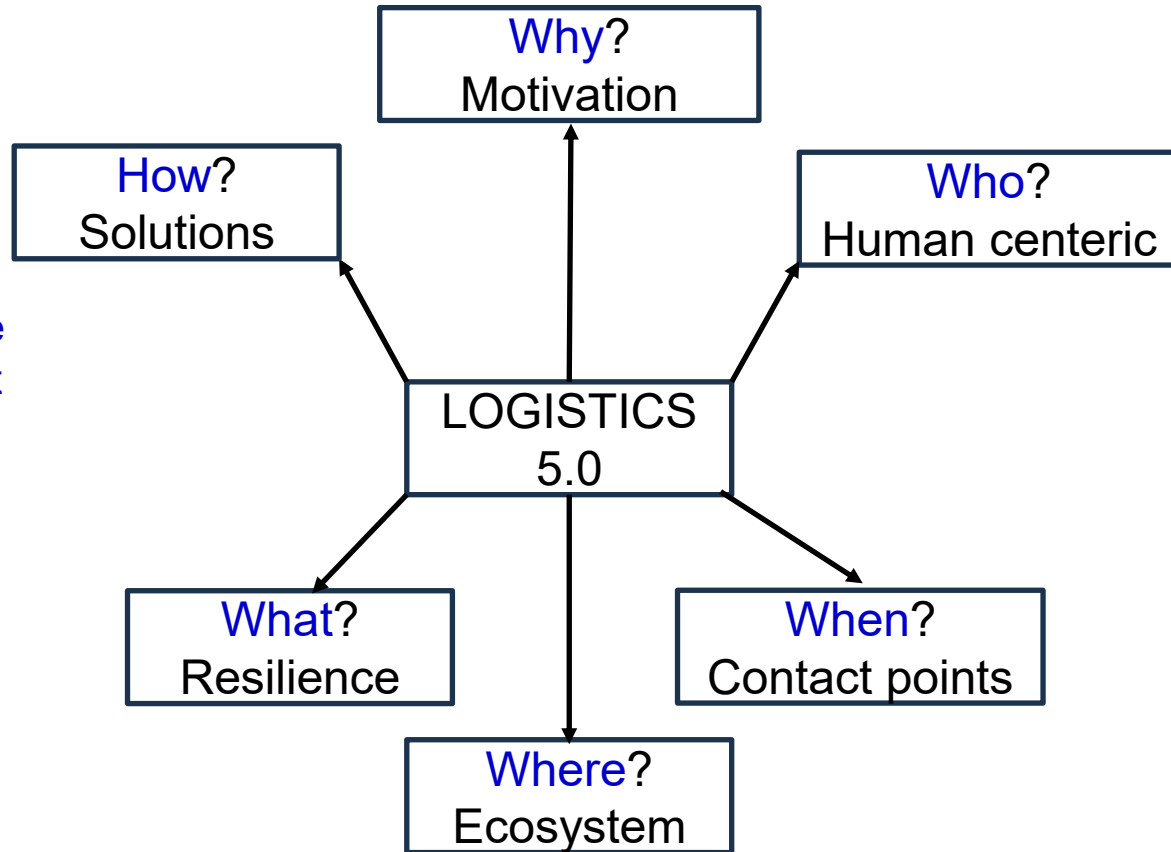 Why?
Motivation
How?
Solutions
Who?
Human centeric
LOGISTICS
5.0
What?
Resilience
When?
Contact points
Where?
Ecosystem